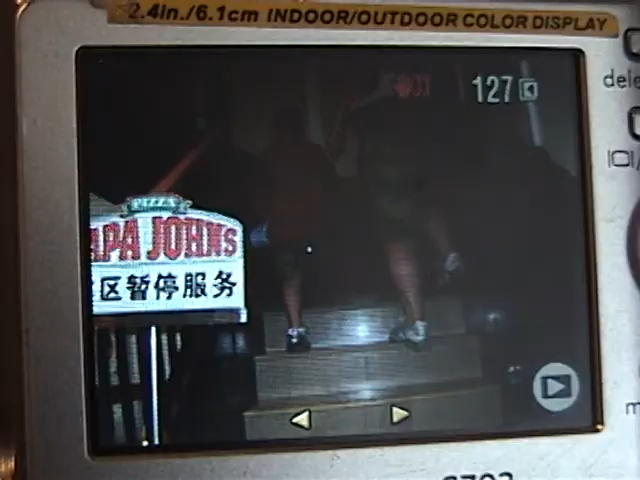 2.4in./6.1cm INDOOR/OUTDOOR COLOR DISPLAY
dele
127
PIZZA
APA JOHNS
区暂停服务